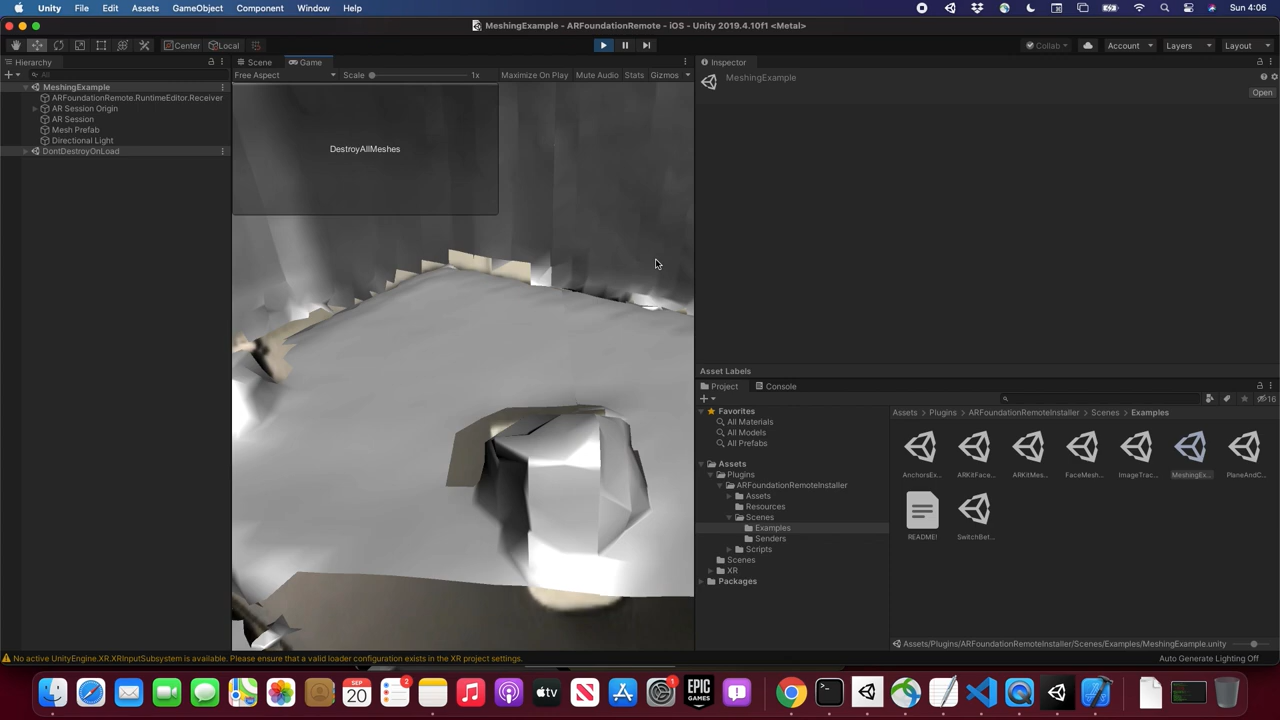 Unity File Edit Assets GameObject Component Window Help Sun 4:06
MeshingExample - ARFoundationRemote - iOS - Unity 2019.4.10f1 <Metal>
Center Local Collab Account Layers Layout
Hierarchy
All
MeshingExample
ARFoundationRemote.RuntimeEditor.Receiver
AR Session Origin
AR Session
Mesh Prefab
Directional Light
DontDestroyOnLoad
Scene Game
Free Aspect Scale 1x Maximize On Play Mute Audio Stats Gizmos
DestroyAllMeshes
Inspector
MeshingExample
Open
Asset Labels
Project Console
16
Favorites
All Materials
All Models
All Prefabs
Assets
Plugins
ARFoundationRemoteInstaller
Assets
Resources
Scenes
Examples
Senders
Scripts
Scenes
XR
Packages
Assets Plugins ARFoundationRemoteInstaller Scenes Examples
AnchorsEx... ARKitFace... ARKitMes... FaceMesh... ImageTrac... MeshingEx... PlaneAndC...
README! SwitchBet...
Assets/Plugins/ARFoundationRemoteInstaller/Scenes/Examples/MeshingExample.unity
No active UnityEngine.XR.XRInputSubsystem is available. Please ensure that a valid loader configuration exists in the XR project settings.
Auto Generate Lighting Off
SEP
20
2
tv
1
EPIC
GAMES